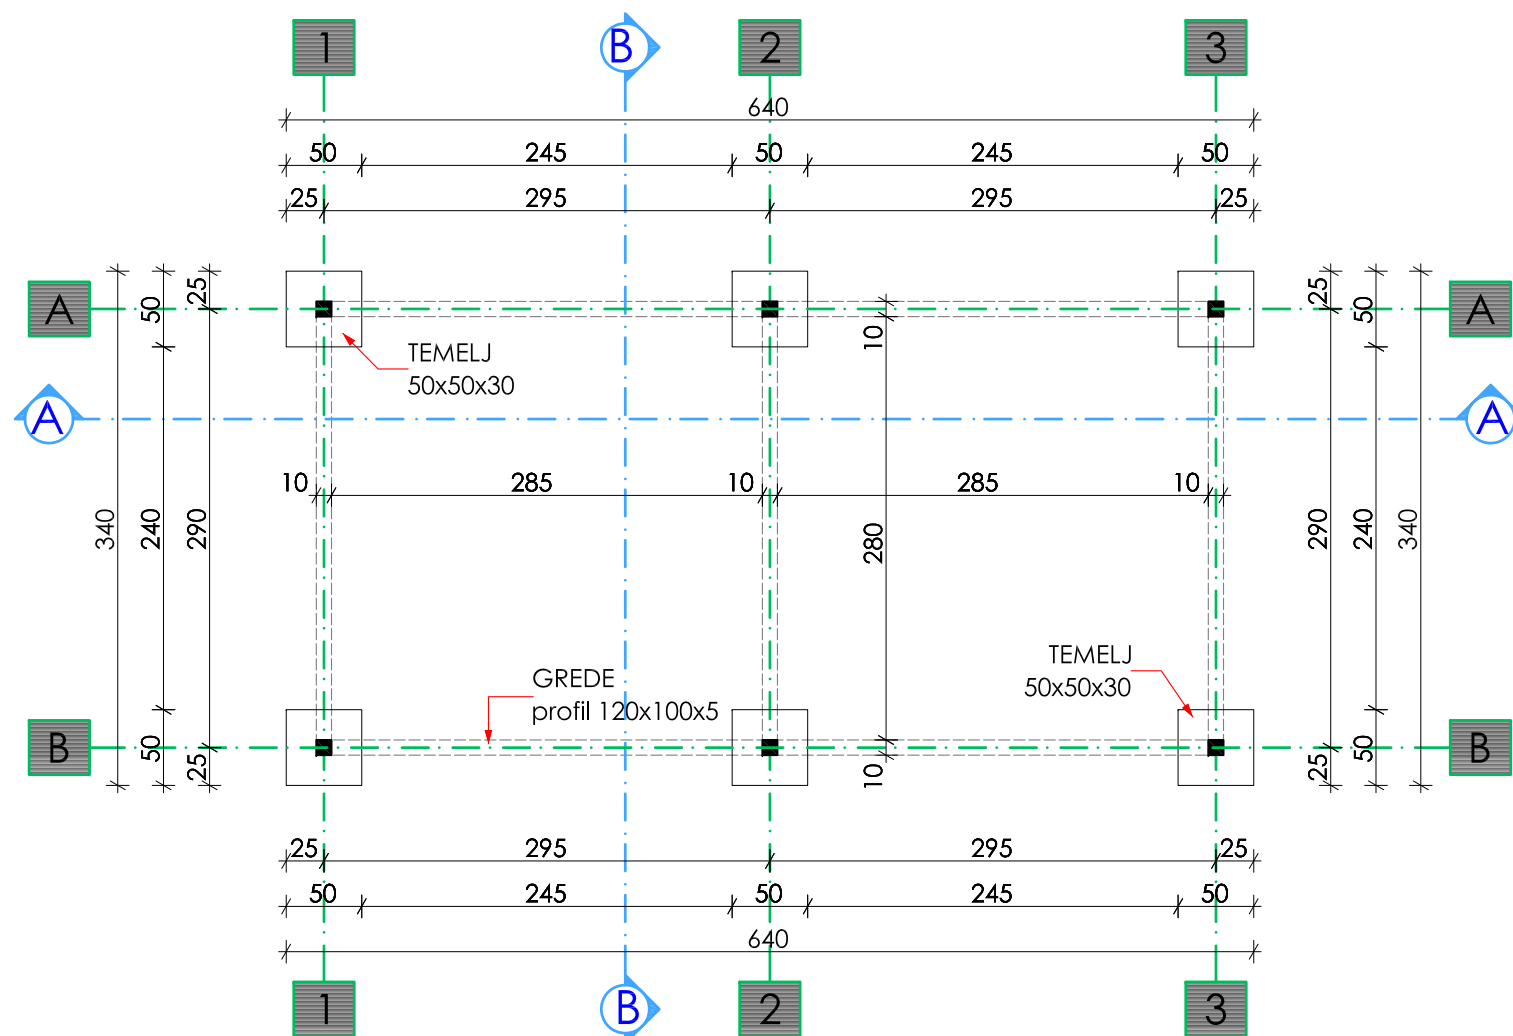 1 B 2 3
640
50 245 50 245 50
25 295 295 25
A 25 50 25 50 A
10
TEMELJ
50x50x30
A A
10 285 10 285 10
340 240 290 280 290 240 340
TEMELJ
50x50x30
GREDE
profil 120x100x5
B 50 25 10 25 50 B
25 295 295 25
50 245 50 245 50
640
1 B 2 3